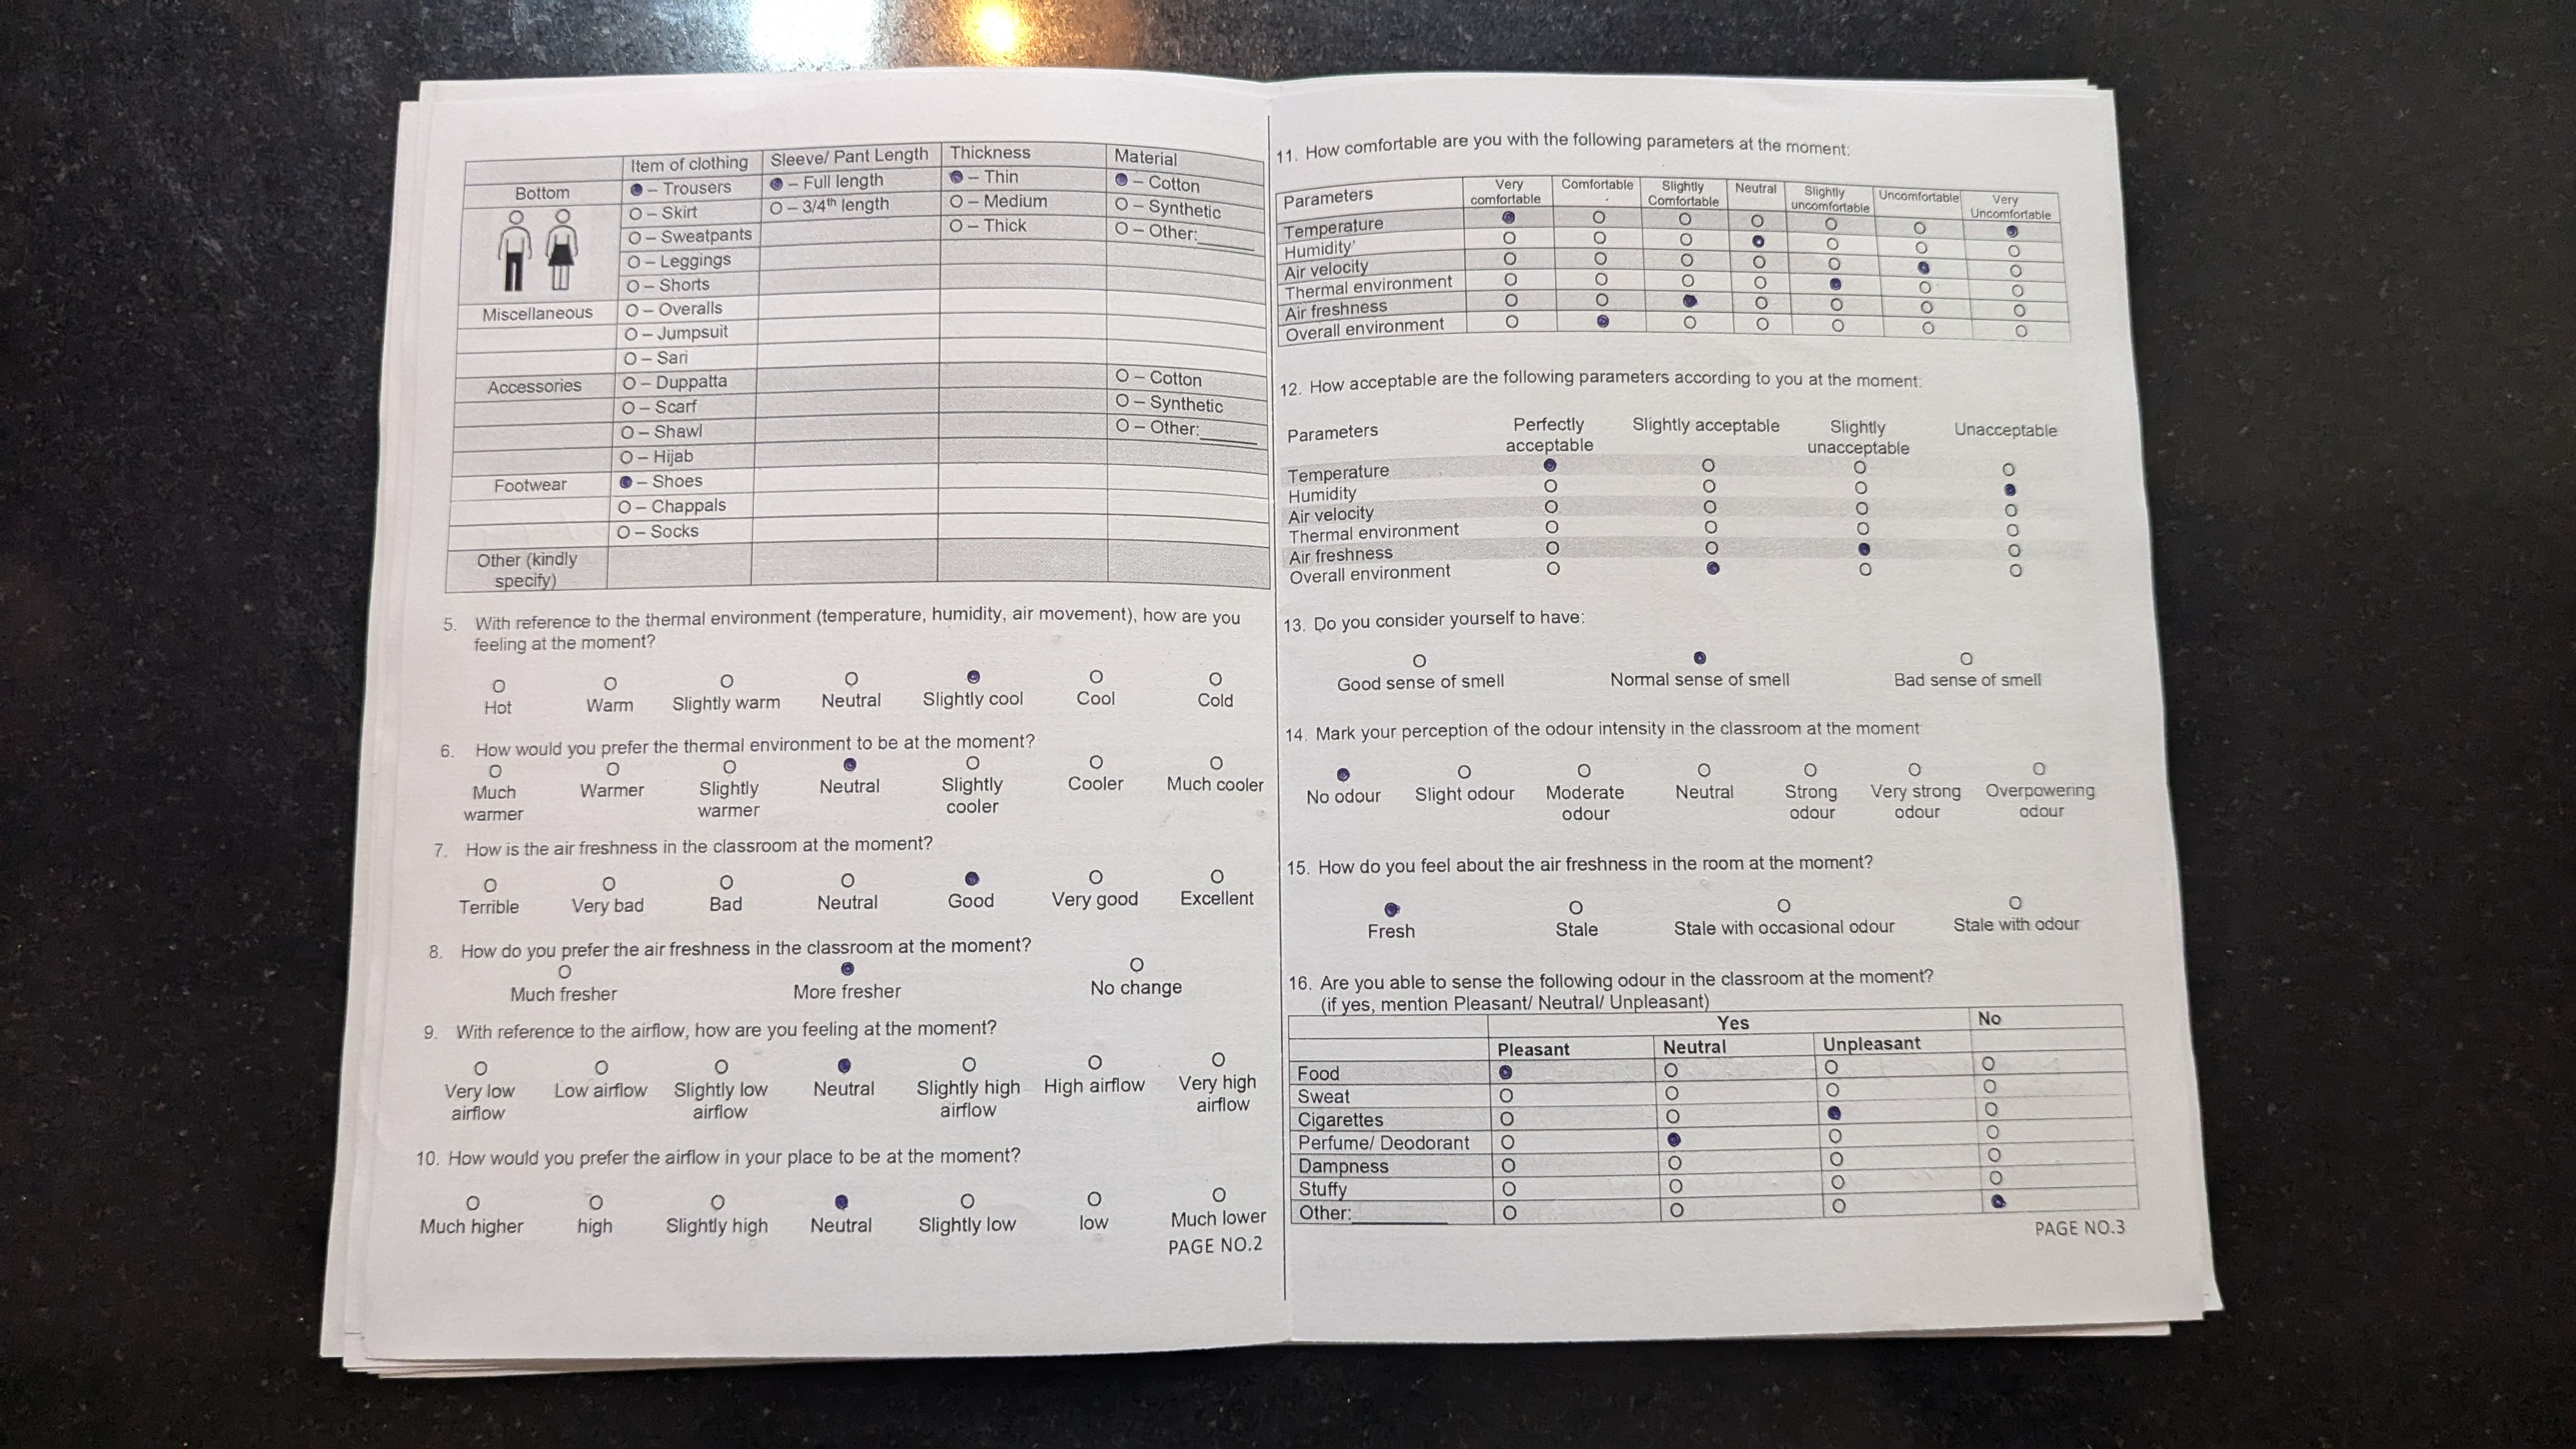 Item of clothing Sleeve/ Pant Length Thickness Material
Bottom – Trousers – Full length – Thin – Cotton
O – Skirt O – 3/4th length O – Medium O – Synthetic
O – Sweatpants O – Thick O – Other:______
O – Leggings
O – Shorts
Miscellaneous O – Overalls
O – Jumpsuit
O – Sari
Accessories O – Duppatta O – Cotton
O – Scarf O – Synthetic
O – Shawl O – Other:______
O – Hijab
Footwear – Shoes
O – Chappals
O – Socks
Other (kindly
specify)
5. With reference to the thermal environment (temperature, humidity, air movement), how are you
feeling at the moment?
Hot Warm Slightly warm Neutral Slightly cool Cool Cold
6. How would you prefer the thermal environment to be at the moment?
Much Warmer Slightly Neutral Slightly Cooler Much cooler
warmer warmer cooler
7. How is the air freshness in the classroom at the moment?
Terrible Very bad Bad Neutral Good Very good Excellent
8. How do you prefer the air freshness in the classroom at the moment?
Much fresher More fresher No change
9. With reference to the airflow, how are you feeling at the moment?
Very low Low airflow Slightly low Neutral Slightly high High airflow Very high
airflow airflow airflow airflow
10. How would you prefer the airflow in your place to be at the moment?
Much higher high Slightly high Neutral Slightly low low Much lower
PAGE NO.2
11. How comfortable are you with the following parameters at the moment:
Parameters Very Comfortable Slightly Neutral Slightly Uncomfortable Very
comfortable Comfortable uncomfortable Uncomfortable
Temperature
Humidity
Air velocity
Thermal environment
Air freshness
Overall environment
12. How acceptable are the following parameters according to you at the moment:
Parameters Perfectly Slightly acceptable Slightly Unacceptable
acceptable unacceptable
Temperature
Humidity
Air velocity
Thermal environment
Air freshness
Overall environment
13. Do you consider yourself to have:
Good sense of smell Normal sense of smell Bad sense of smell
14. Mark your perception of the odour intensity in the classroom at the moment
No odour Slight odour Moderate Neutral Strong Very strong Overpowering
odour odour odour odour
15. How do you feel about the air freshness in the room at the moment?
Fresh Stale Stale with occasional odour Stale with odour
16. Are you able to sense the following odour in the classroom at the moment?
(if yes, mention Pleasant/ Neutral/ Unpleasant)
Yes No
Pleasant Neutral Unpleasant
Food
Sweat
Cigarettes
Perfume/ Deodorant
Dampness
Stuffy
Other:__________
PAGE NO.3